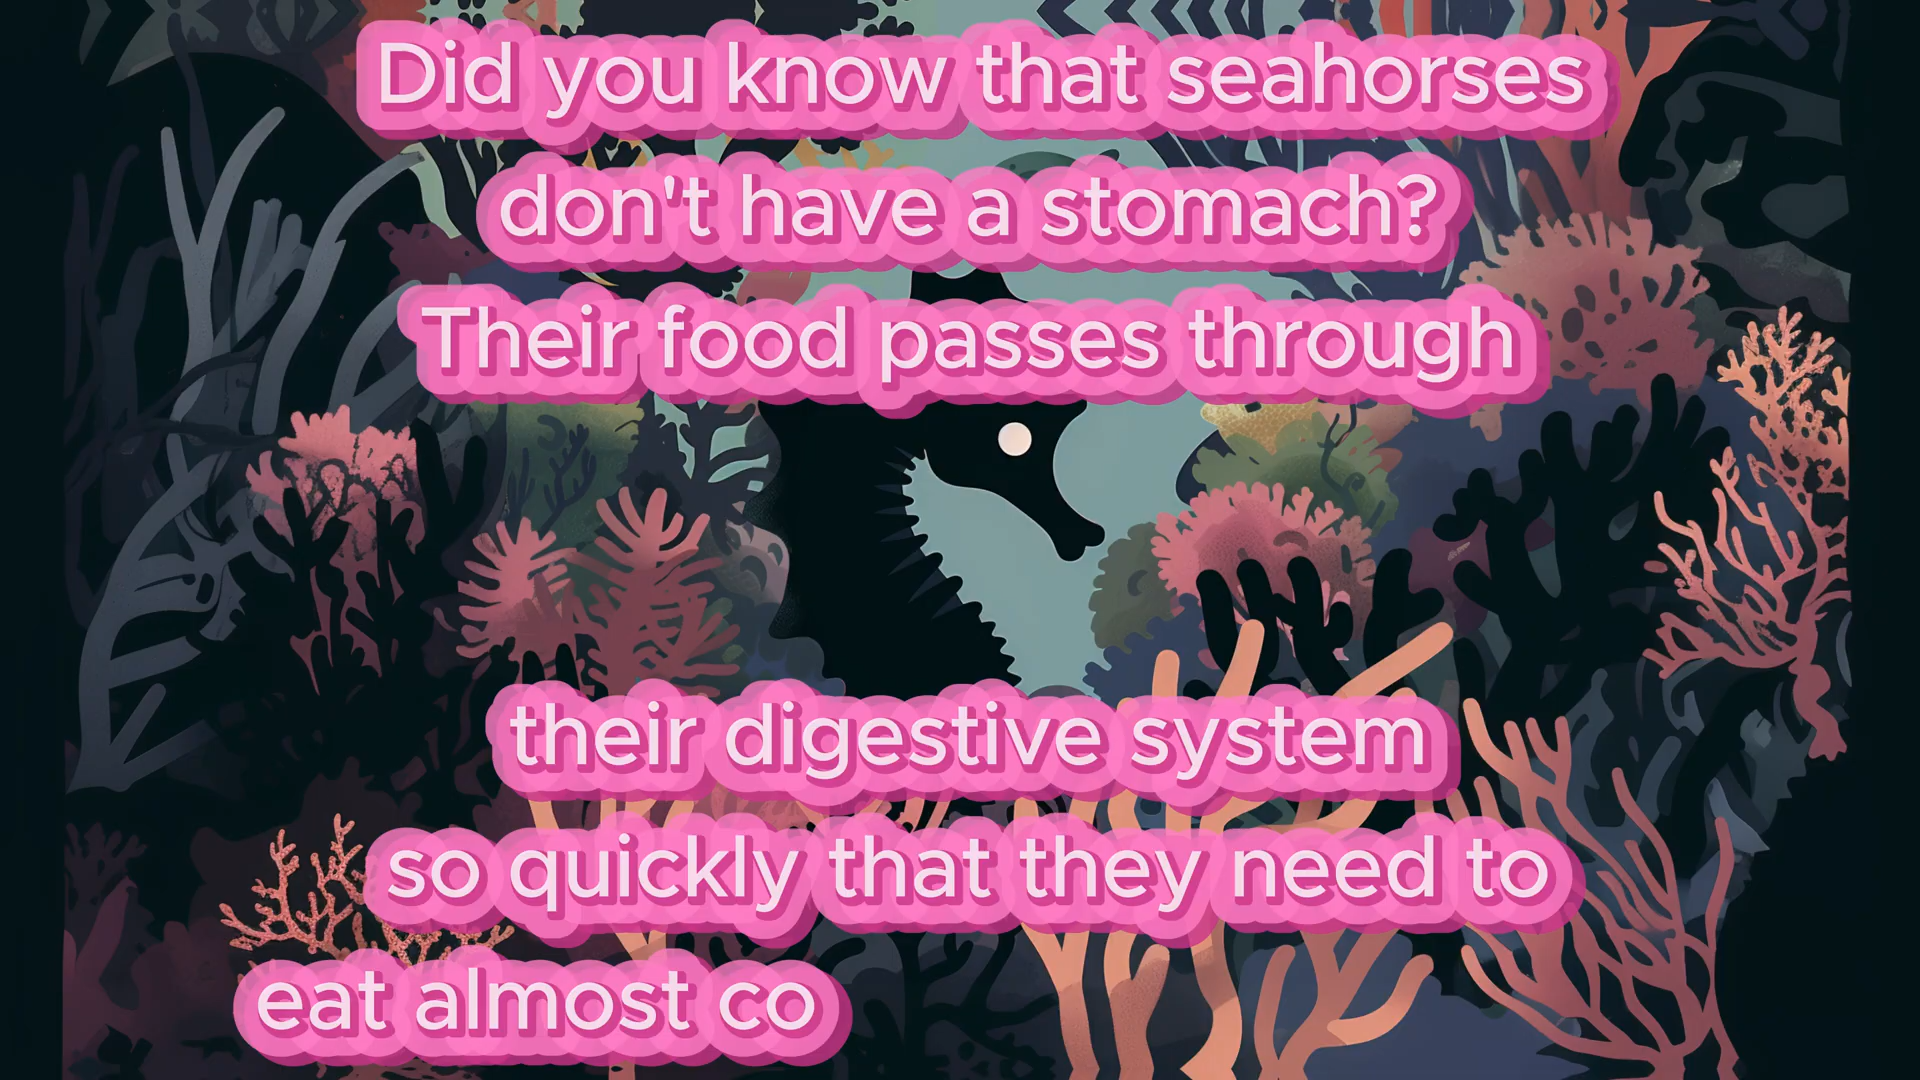 Did you know that seahorses
don't have a stomach?
Their food passes through
their digestive system
so quickly that they need to
eat almost co